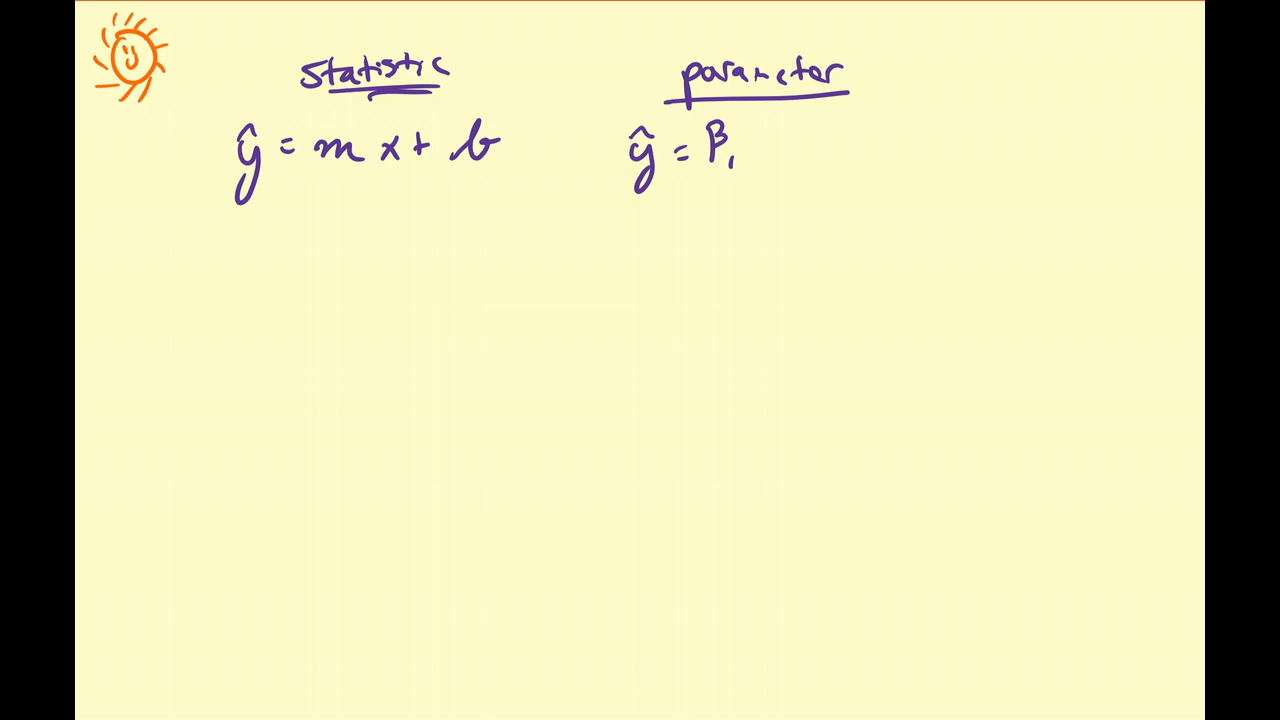 Statistic parameter
ŷ = m x + b ŷ = β₁